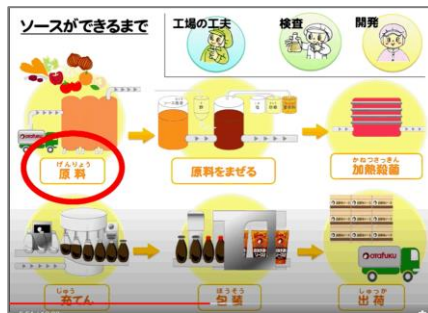 ソースができるまで
工場の工夫
検査
開発
otafuku
げんりょう
原料
原料をまぜる
かねつさっきん
加熱殺菌
otafuku
じゅう
充てん
ほうそう
包装
しゅっか
出荷